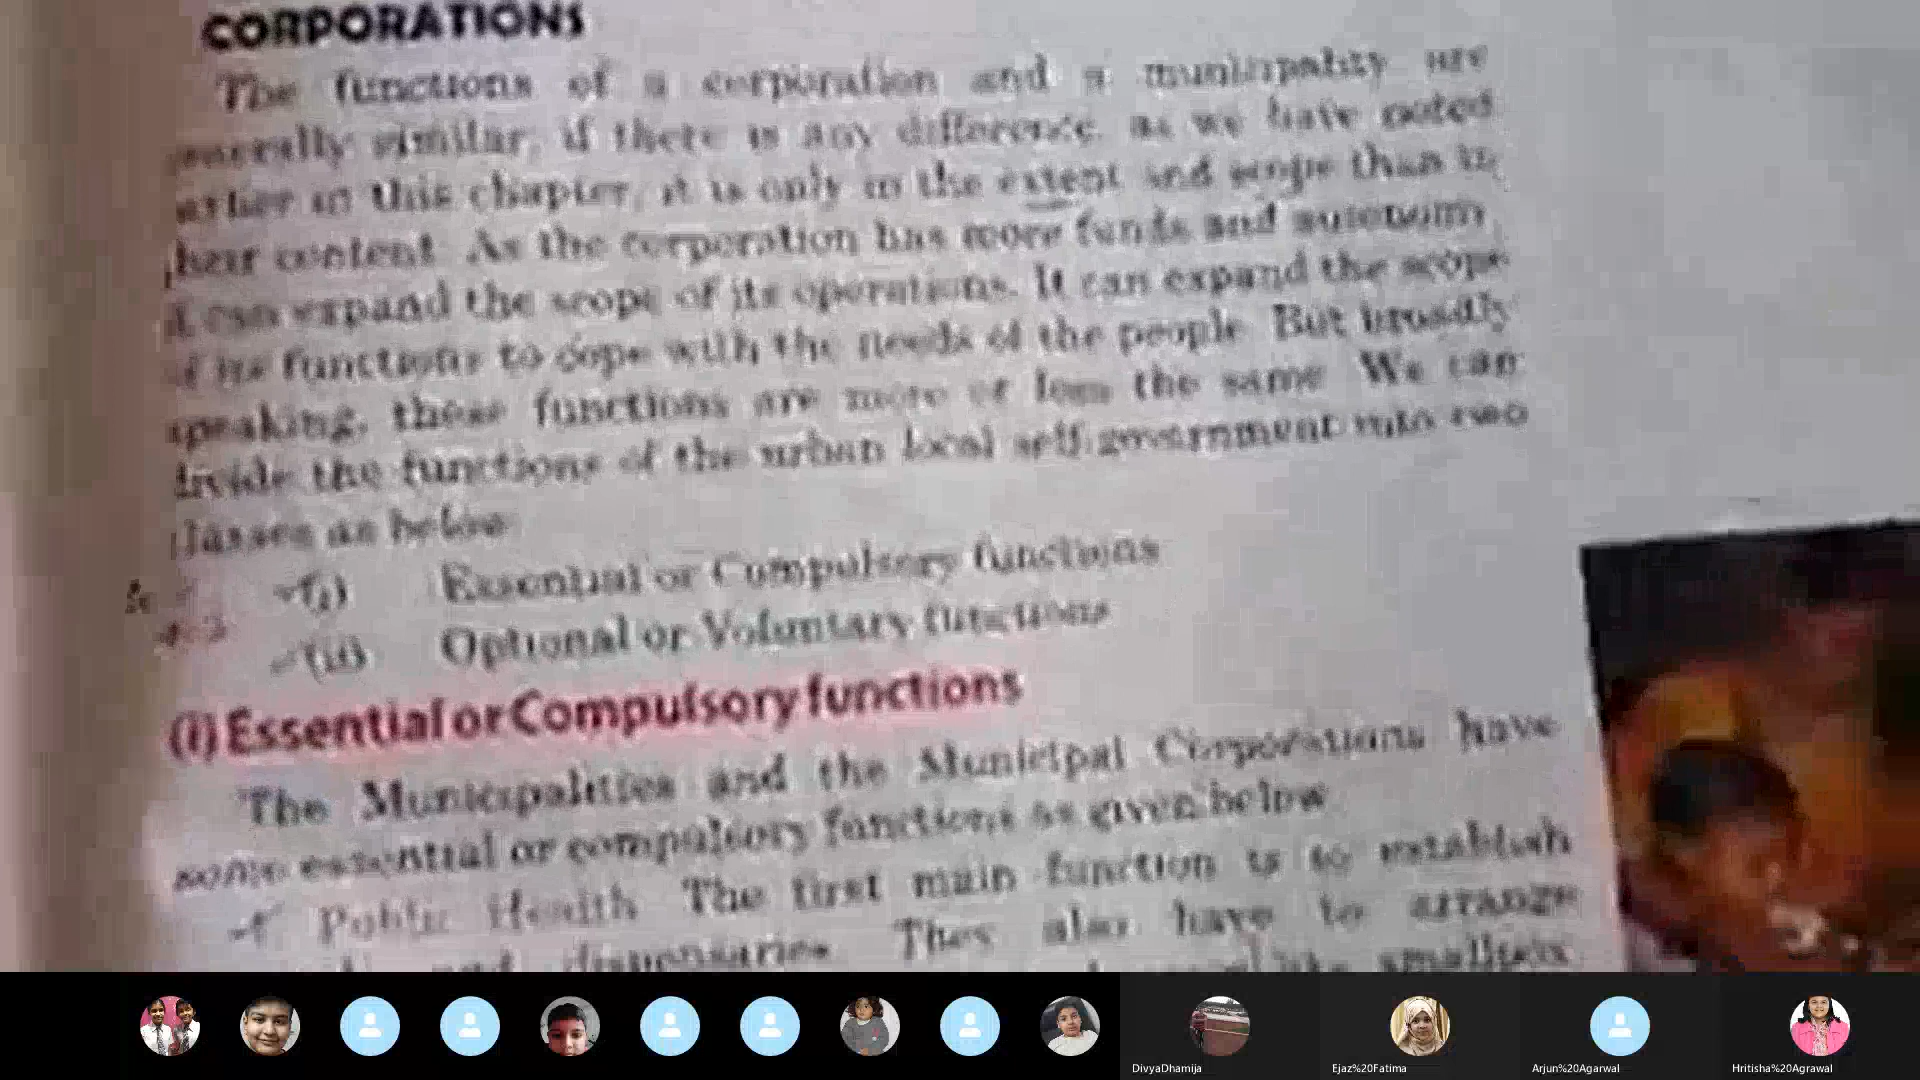 CORPORATIONS
The functions of a corporation and a municipality are
generally similar, if there is any difference, as we have noted
earlier in this chapter, it is only in the extent and scope than in
their content. As the corporation has more funds and autonomy
it can expand the scope of its operations. It can expand the scope
of its functions to cope with the needs of the people. But broadly
speaking, these functions are more or less the same. We can
divide the functions of the urban local self-government into two
classes as below
(i) Essential or Compulsory functions
(ii) Optional or Voluntary functions
(i) Essential or Compulsory functions
The Municipalities and the Municipal Corporations have
some essential or compulsory functions as given below
Public Health The first main function is to establish
and dispensaries. They also have to arrange
DivyaDhamija
Ejaz%20Fatima
Arjun%20Agarwal
Hritisha%20Agrawal